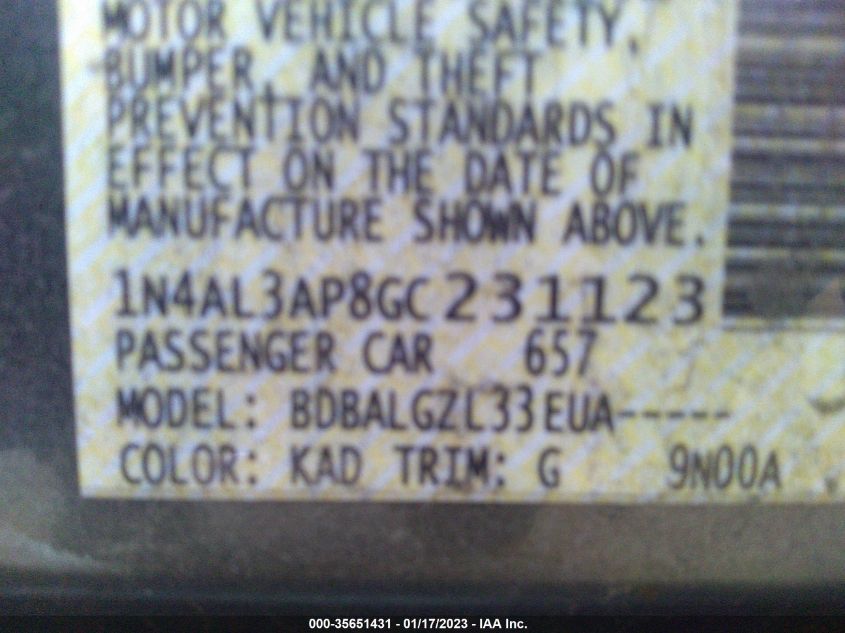 MOTOR VEHICLE SAFETY,
BUMPER, AND THEFT
PREVENTION STANDARDS IN
EFFECT ON THE DATE OF
MANUFACTURE SHOWN ABOVE.
1N4AL3AP8GC231123
PASSENGER CAR 657
MODEL: BDBALGZL33EUA-----
COLOR: KAD TRIM: G 9N00A
000-35651431 - 01/17/2023 - IAA Inc.